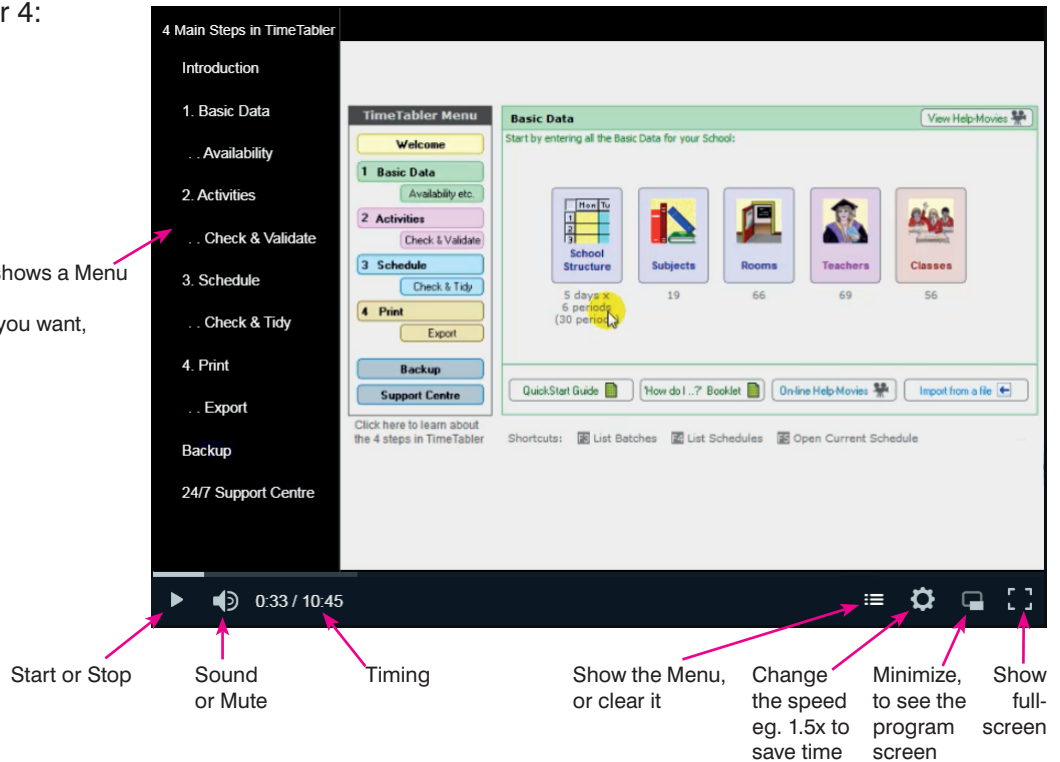 r 4:
4 Main Steps in TimeTabler
Introduction
1. Basic Data
. . Availability
2. Activities
. . Check & Validate
3. Schedule
. . Check & Tidy
4. Print
. . Export
Backup
24/7 Support Centre
hows a Menu
you want,
TimeTabler Menu
Welcome
1 Basic Data
Availability etc.
2 Activities
Check & Validate
3 Schedule
Check & Tidy
4 Print
Export
Backup
Support Centre
Click here to learn about
the 4 steps in TimeTabler
Basic Data
View Help-Movies
Start by entering all the Basic Data for your School:
Mon Tu
1
2
3
School
Structure
Subjects
Rooms
Teachers
Classes
5 days x
6 periods
(30 periods)
19
66
69
56
QuickStart Guide
'How do I ..?' Booklet
On-line Help-Movies
Import from a file
Shortcuts: List Batches List Schedules Open Current Schedule
0:33 / 10:45
Start or Stop
Sound
or Mute
Timing
Show the Menu,
or clear it
Change
the speed
eg. 1.5x to
save time
Minimize,
to see the
program
screen
Show
full-
screen